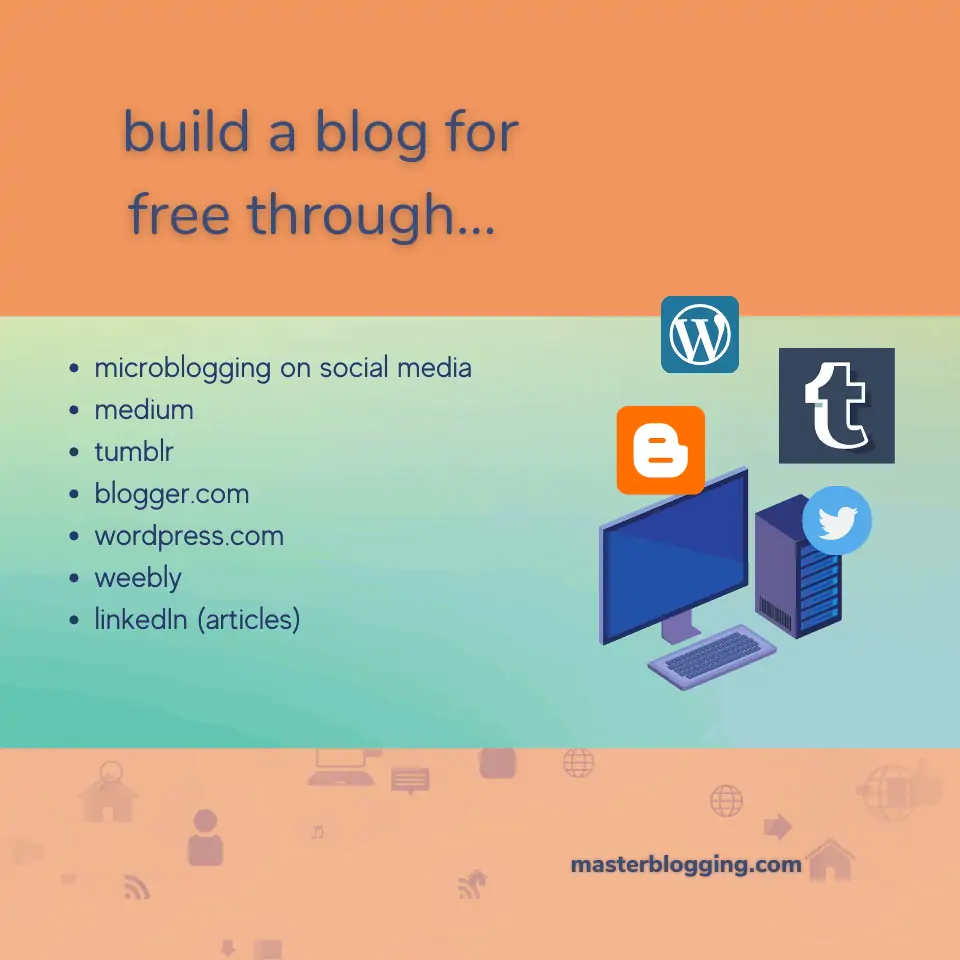 build a blog for
free through...
• microblogging on social media
• medium
• tumblr
• blogger.com
• wordpress.com
• weebly
• linkedIn (articles)
masterblogging.com